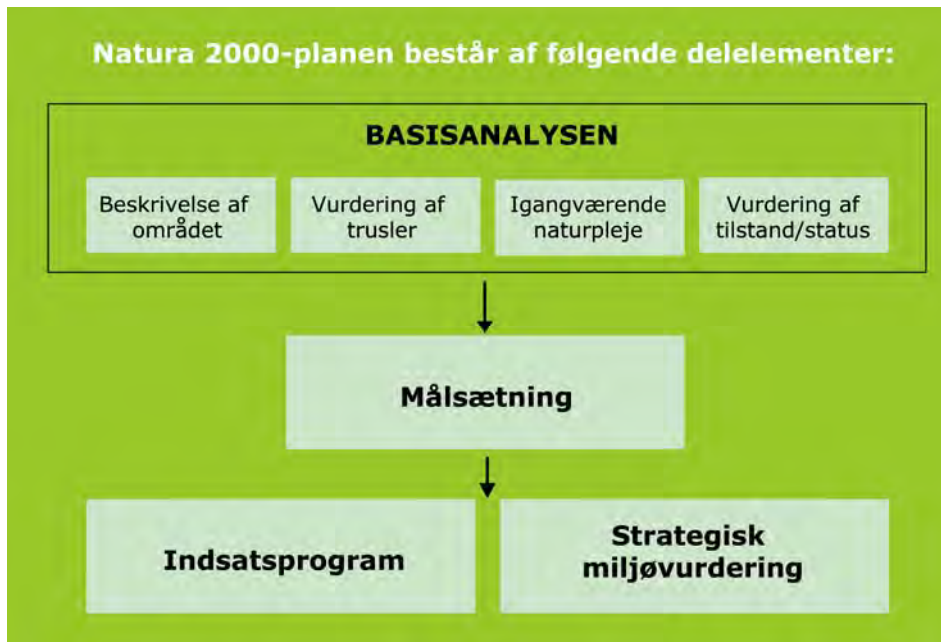 Natura 2000-planen består af følgende delelementer:
BASISANALYSEN
Beskrivelse af
området
Vurdering af
trusler
Igangværende
naturpleje
Vurdering af
tilstand/status
Målsætning
Indsatsprogram
Strategisk
miljøvurdering